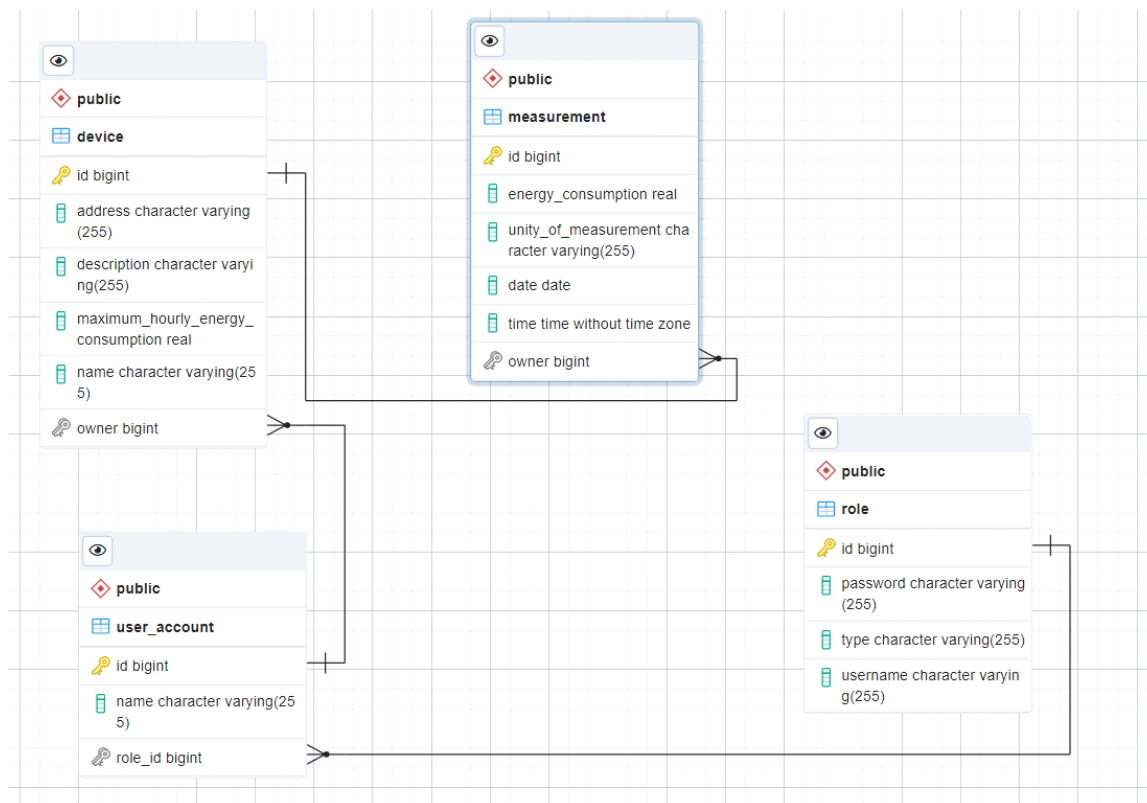 public
device
id bigint
address character varying
(255)
description character varyi
ng(255)
maximum_hourly_energy_
consumption real
name character varying(25
5)
owner bigint
public
measurement
id bigint
energy_consumption real
unity_of_measurement cha
racter varying(255)
date date
time time without time zone
owner bigint
public
user_account
id bigint
name character varying(25
5)
role_id bigint
public
role
id bigint
password character varying
(255)
type character varying(255)
username character varyin
g(255)